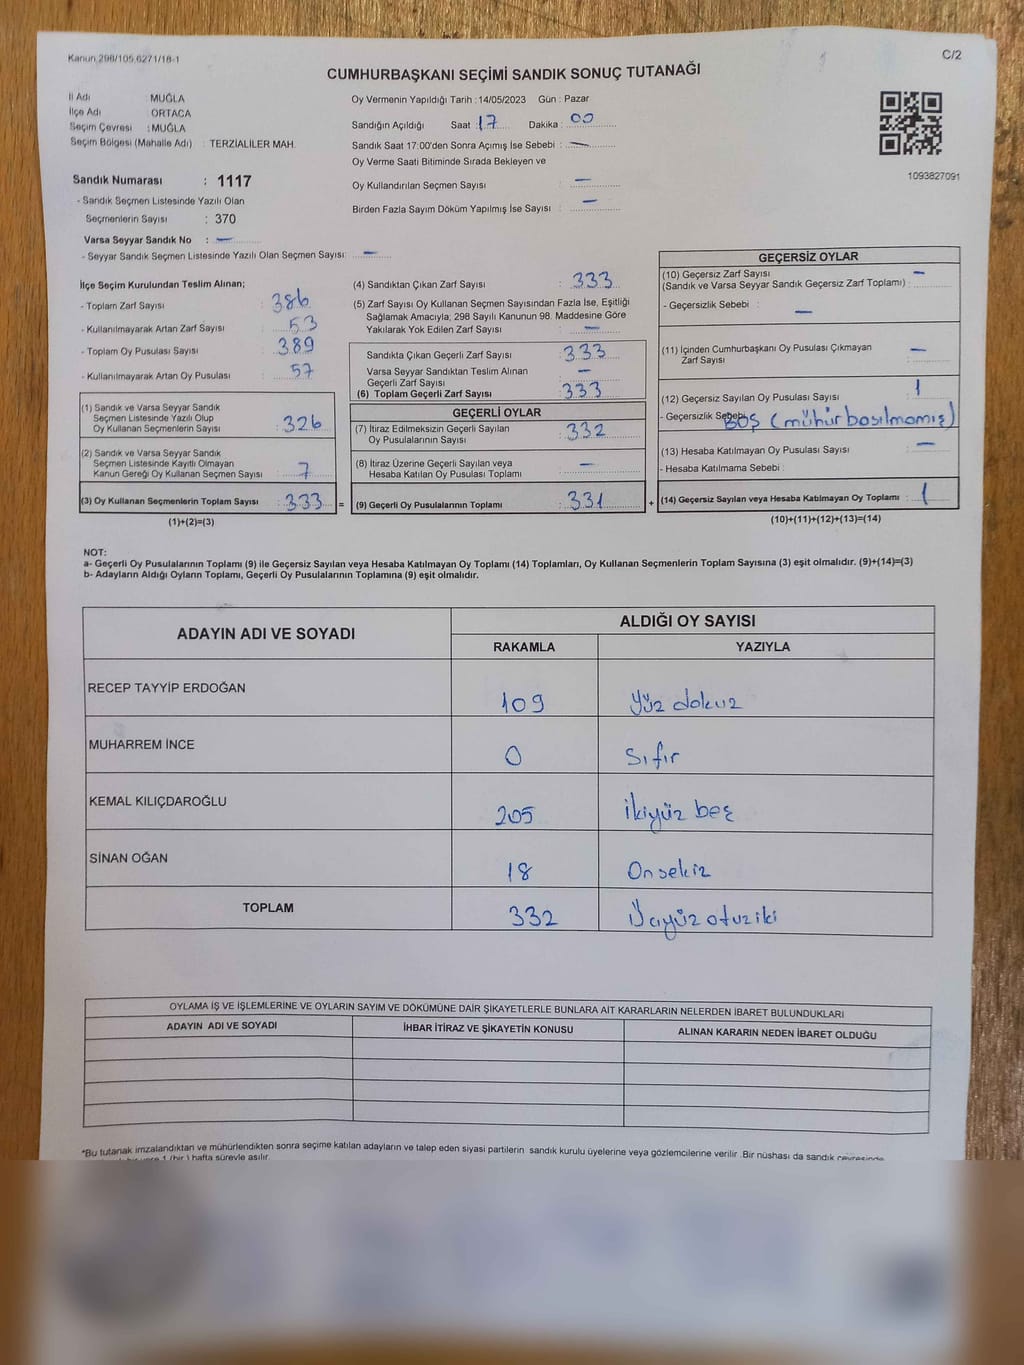 Kanun 298/105,6271/18-1
C/2
CUMHURBAŞKANI SEÇİMİ SANDIK SONUÇ TUTANAĞI
İl Adı MUĞLA
İlçe Adı ORTACA
Seçim Çevresi : MUĞLA
Seçim Bölgesi (Mahalle Adı) : TERZİALİLER MAH.
Sandık Numarası : 1117
- Sandık Seçmen Listesinde Yazılı Olan
Seçmenlerin Sayısı : 370
Varsa Seyyar Sandık No : —
- Seyyar Sandık Seçmen Listesinde Yazılı Olan Seçmen Sayısı: —
Oy Vermenin Yapıldığı Tarih : 14/05/2023 Gün : Pazar
Sandığın Açıldığı Saat : 17 Dakika : 00
Sandık Saat 17:00'den Sonra Açımış İse Sebebi : —
Oy Verme Saati Bitiminde Sırada Bekleyen ve
Oy Kullandırılan Seçmen Sayısı : —
Birden Fazla Sayım Döküm Yapılmış İse Sayısı : —
1093827091
İlçe Seçim Kurulundan Teslim Alınan;
- Toplam Zarf Sayısı : 386
- Kullanılmayarak Artan Zarf Sayısı : 53
- Toplam Oy Pusulası Sayısı : 389
- Kullanılmayarak Artan Oy Pusulası : 57
(1) Sandık ve Varsa Seyyar Sandık
Seçmen Listesinde Yazılı Olup
Oy Kullanan Seçmenlerin Sayısı : 326
(2) Sandık ve Varsa Seyyar Sandık
Seçmen Listesinde Kayıtlı Olmayan
Kanun Gereği Oy Kullanan Seçmen Sayısı : 7
(3) Oy Kullanan Seçmenlerin Toplam Sayısı : 333 =
(1)+(2)=(3)
(4) Sandıktan Çıkan Zarf Sayısı : 333
(5) Zarf Sayısı Oy Kullanan Seçmen Sayısından Fazla İse, Eşitliği
Sağlamak Amacıyla; 298 Sayılı Kanunun 98. Maddesine Göre
Yakılarak Yok Edilen Zarf Sayısı : —
Sandıkta Çıkan Geçerli Zarf Sayısı : 333
Varsa Seyyar Sandıktan Teslim Alınan
Geçerli Zarf Sayısı : —
(6) Toplam Geçerli Zarf Sayısı : 333
GEÇERLİ OYLAR
(7) İtiraz Edilmeksizin Geçerli Sayılan
Oy Pusulalarının Sayısı : 332
(8) İtiraz Üzerine Geçerli Sayılan veya
Hesaba Katılan Oy Pusulası Toplamı : —
(9) Geçerli Oy Pusulalarının Toplamı : 331 +
GEÇERSİZ OYLAR
(10) Geçersiz Zarf Sayısı —
(Sandık ve Varsa Seyyar Sandık Geçersiz Zarf Toplamı) :
- Geçersizlik Sebebi : —
(11) İçinden Cumhurbaşkanı Oy Pusulası Çıkmayan
Zarf Sayısı : —
(12) Geçersiz Sayılan Oy Pusulası Sayısı : 1
- Geçersizlik Sebebi: BOŞ (mühür basılmamış)
(13) Hesaba Katılmayan Oy Pusulası Sayısı : —
- Hesaba Katılmama Sebebi :
(14) Geçersiz Sayılan veya Hesaba Katılmayan Oy Toplamı : 1
(10)+(11)+(12)+(13)=(14)
NOT:
a- Geçerli Oy Pusulalarının Toplamı (9) ile Geçersiz Sayılan veya Hesaba Katılmayan Oy Toplamı (14) Toplamları, Oy Kullanan Seçmenlerin Toplam Sayısına (3) eşit olmalıdır. (9)+(14)=(3)
b- Adayların Aldığı Oyların Toplamı, Geçerli Oy Pusulalarının Toplamına (9) eşit olmalıdır.
ADAYIN ADI VE SOYADI ALDIĞI OY SAYISI
RAKAMLA YAZIYLA
RECEP TAYYİP ERDOĞAN 109 Yüz dokuz
MUHARREM İNCE 0 Sıfır
KEMAL KILIÇDAROĞLU 205 ikiyüz beş
SİNAN OĞAN 18 Onsekiz
TOPLAM 332 Üçyüz otuz iki
OYLAMA İŞ VE İŞLEMLERİNE VE OYLARIN SAYIM VE DÖKÜMÜNE DAİR ŞİKAYETLERLE BUNLARA AİT KARARLARIN NELERDEN İBARET BULUNDUKLARI
ADAYIN ADI VE SOYADI İHBAR İTİRAZ VE ŞİKAYETİN KONUSU ALINAN KARARIN NEDEN İBARET OLDUĞU
*Bu tutanak imzalandıktan ve mühürlendikten sonra seçime katılan adayların ve talep eden siyasi partilerin sandık kurulu üyelerine veya gözlemcilerine verilir .Bir nüshası da sandık çevresinde
1 (bir ) hafta süreyle asılır.